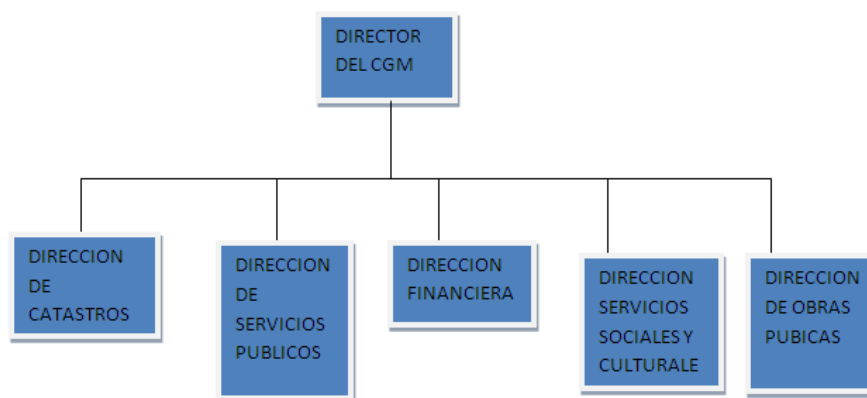 DIRECTOR
DEL CGM
DIRECCION
DE
CATASTROS
DIRECCION
DE
SERVICIOS
PUBLICOS
DIRECCION
FINANCIERA
DIRECCION
SERVICIOS
SOCIALES Y
CULTURALE
DIRECCION
DE OBRAS
PUBICAS